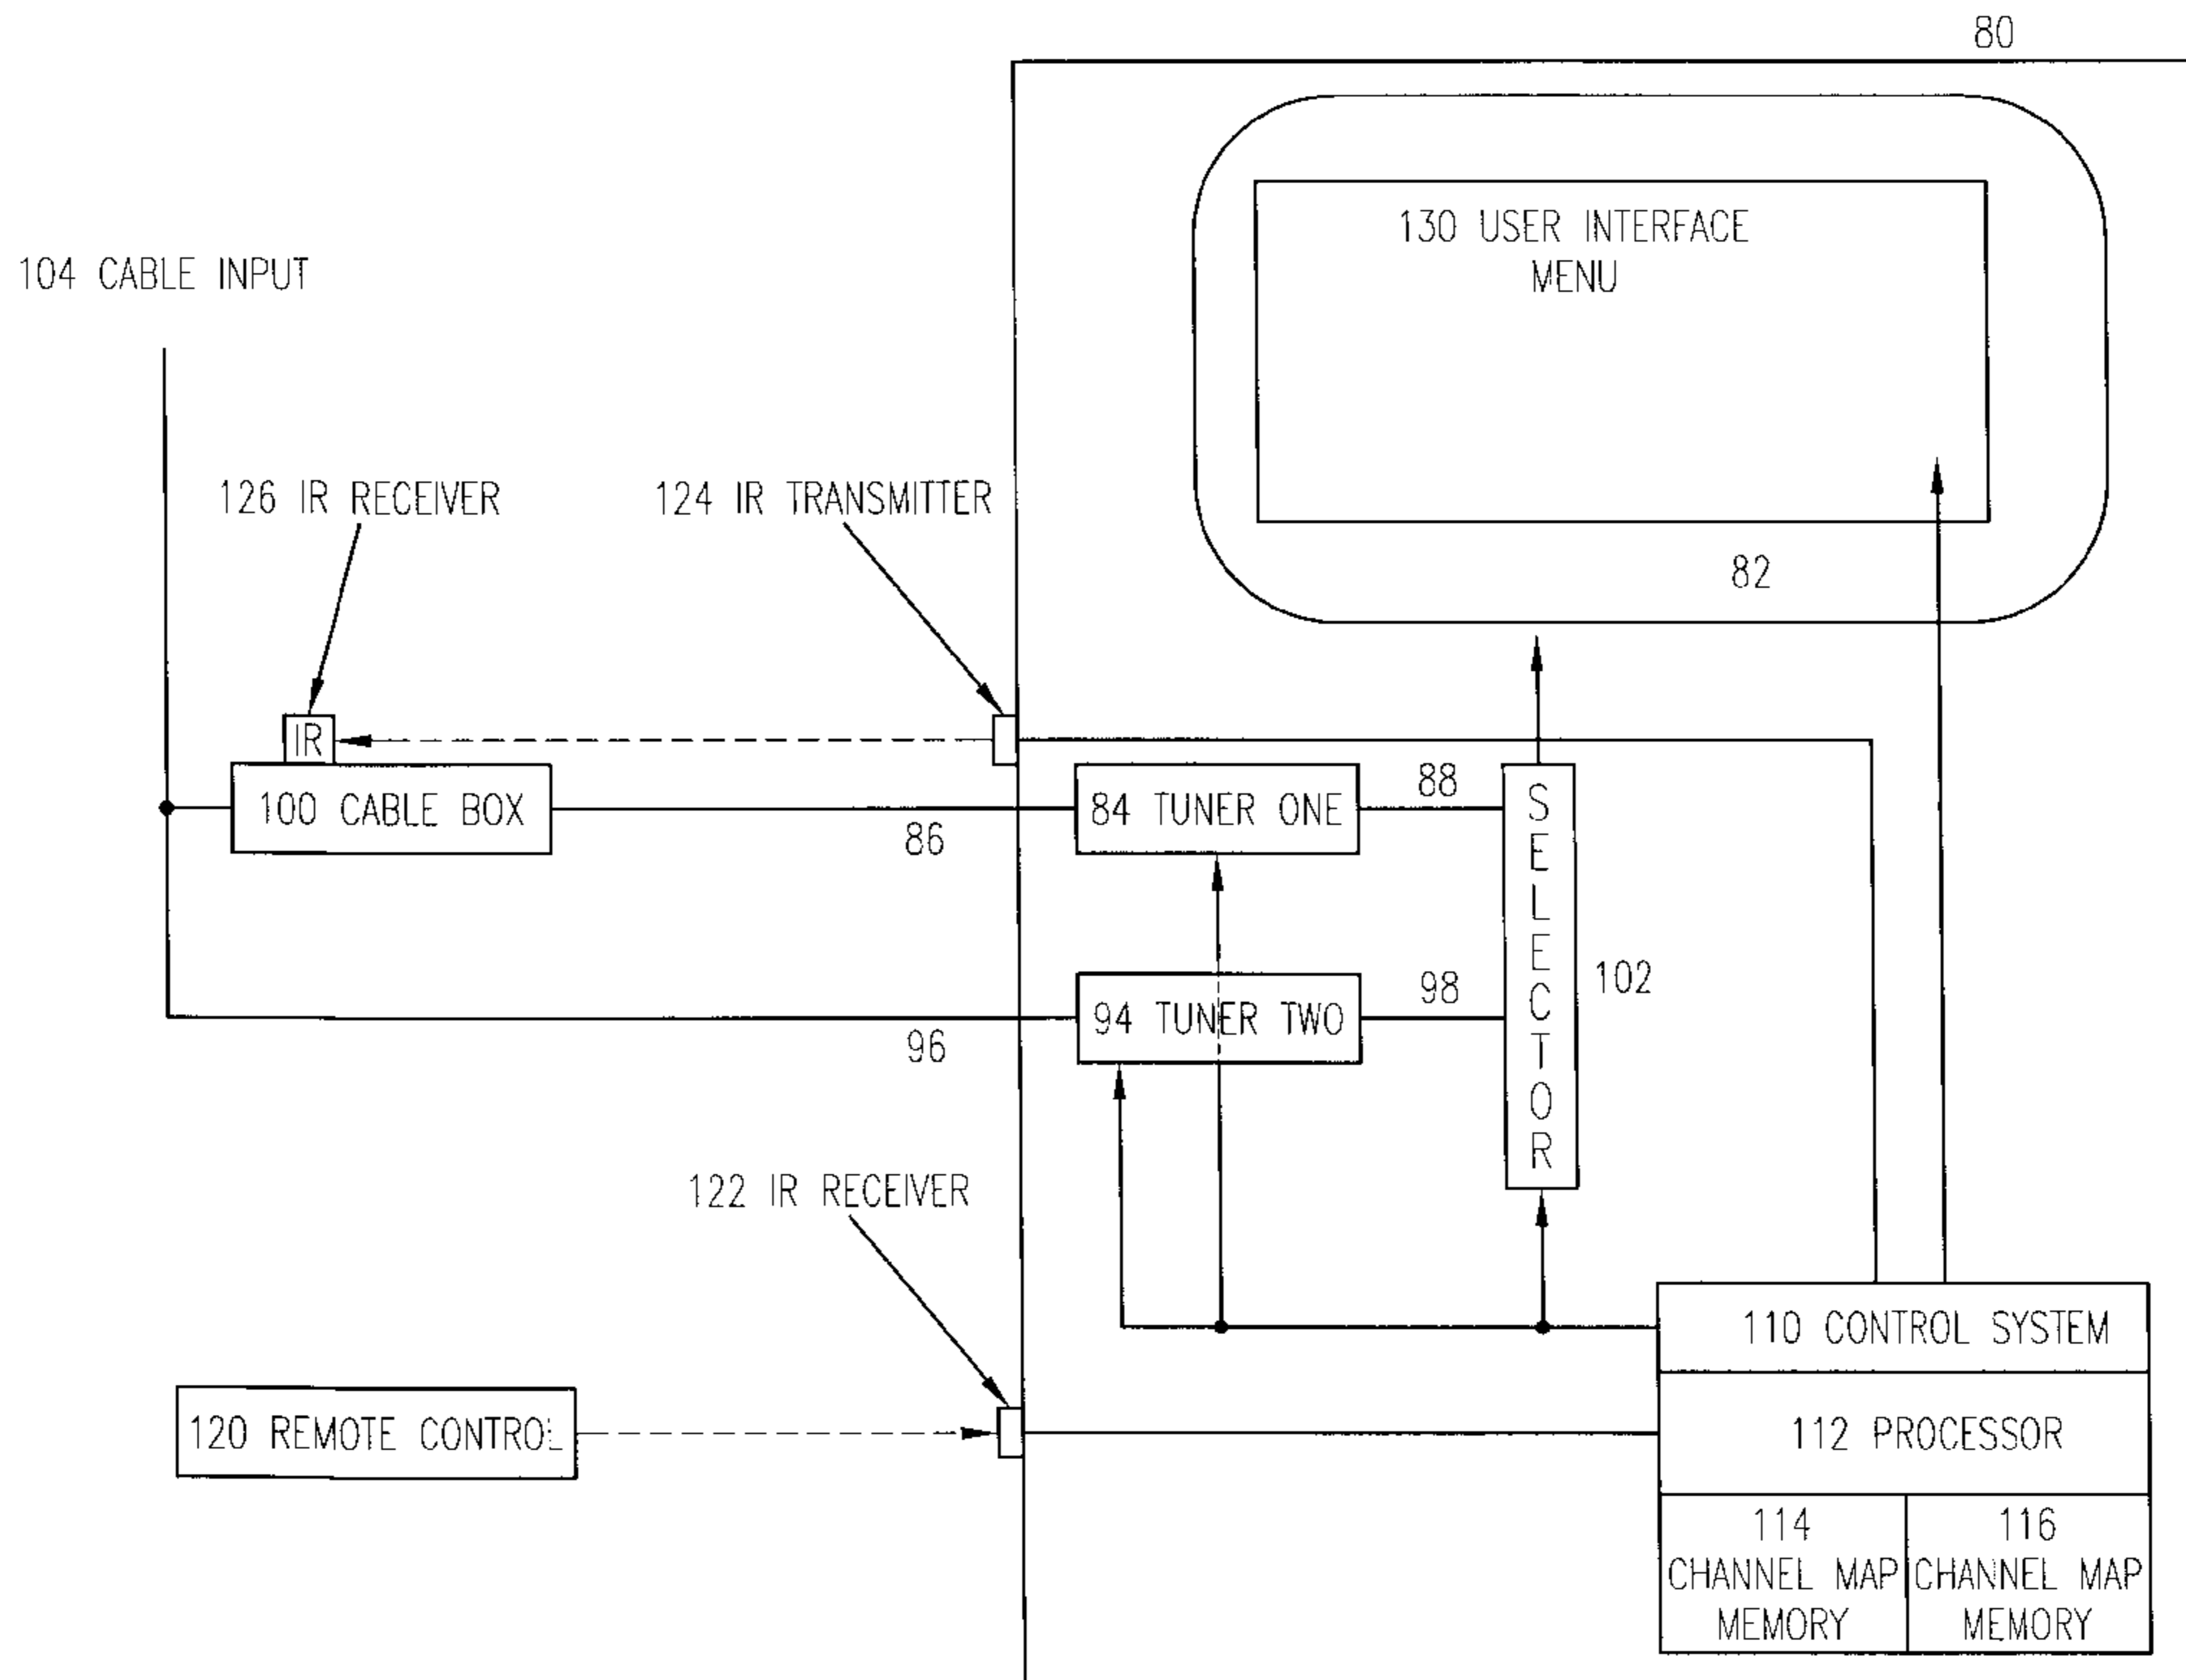 80
130 USER INTERFACE
MENU
104 CABLE INPUT
126 IR RECEIVER
124 IR TRANSMITTER
82
IR
100 CABLE BOX
86
84 TUNER ONE
88
SELECTOR
102
94 TUNER TWO
98
96
122 IR RECEIVER
110 CONTROL SYSTEM
120 REMOTE CONTROL
112 PROCESSOR
114
CHANNEL MAP
MEMORY
116
CHANNEL MAP
MEMORY